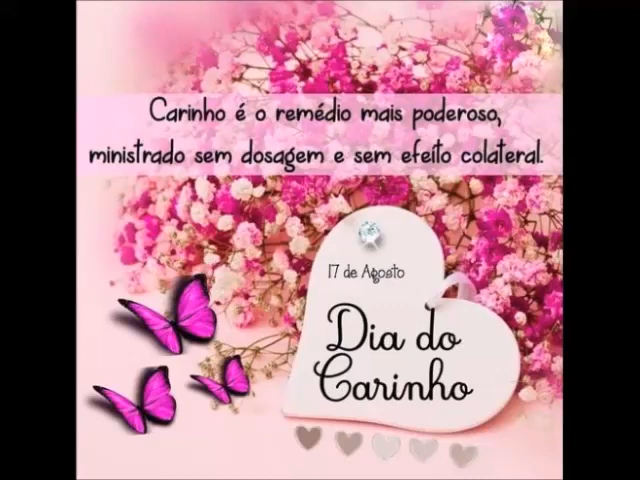 Carinho é o remédio mais poderoso,
ministrado sem dosagem e sem efeito colateral.
17 de Agosto
Dia do
Carinho